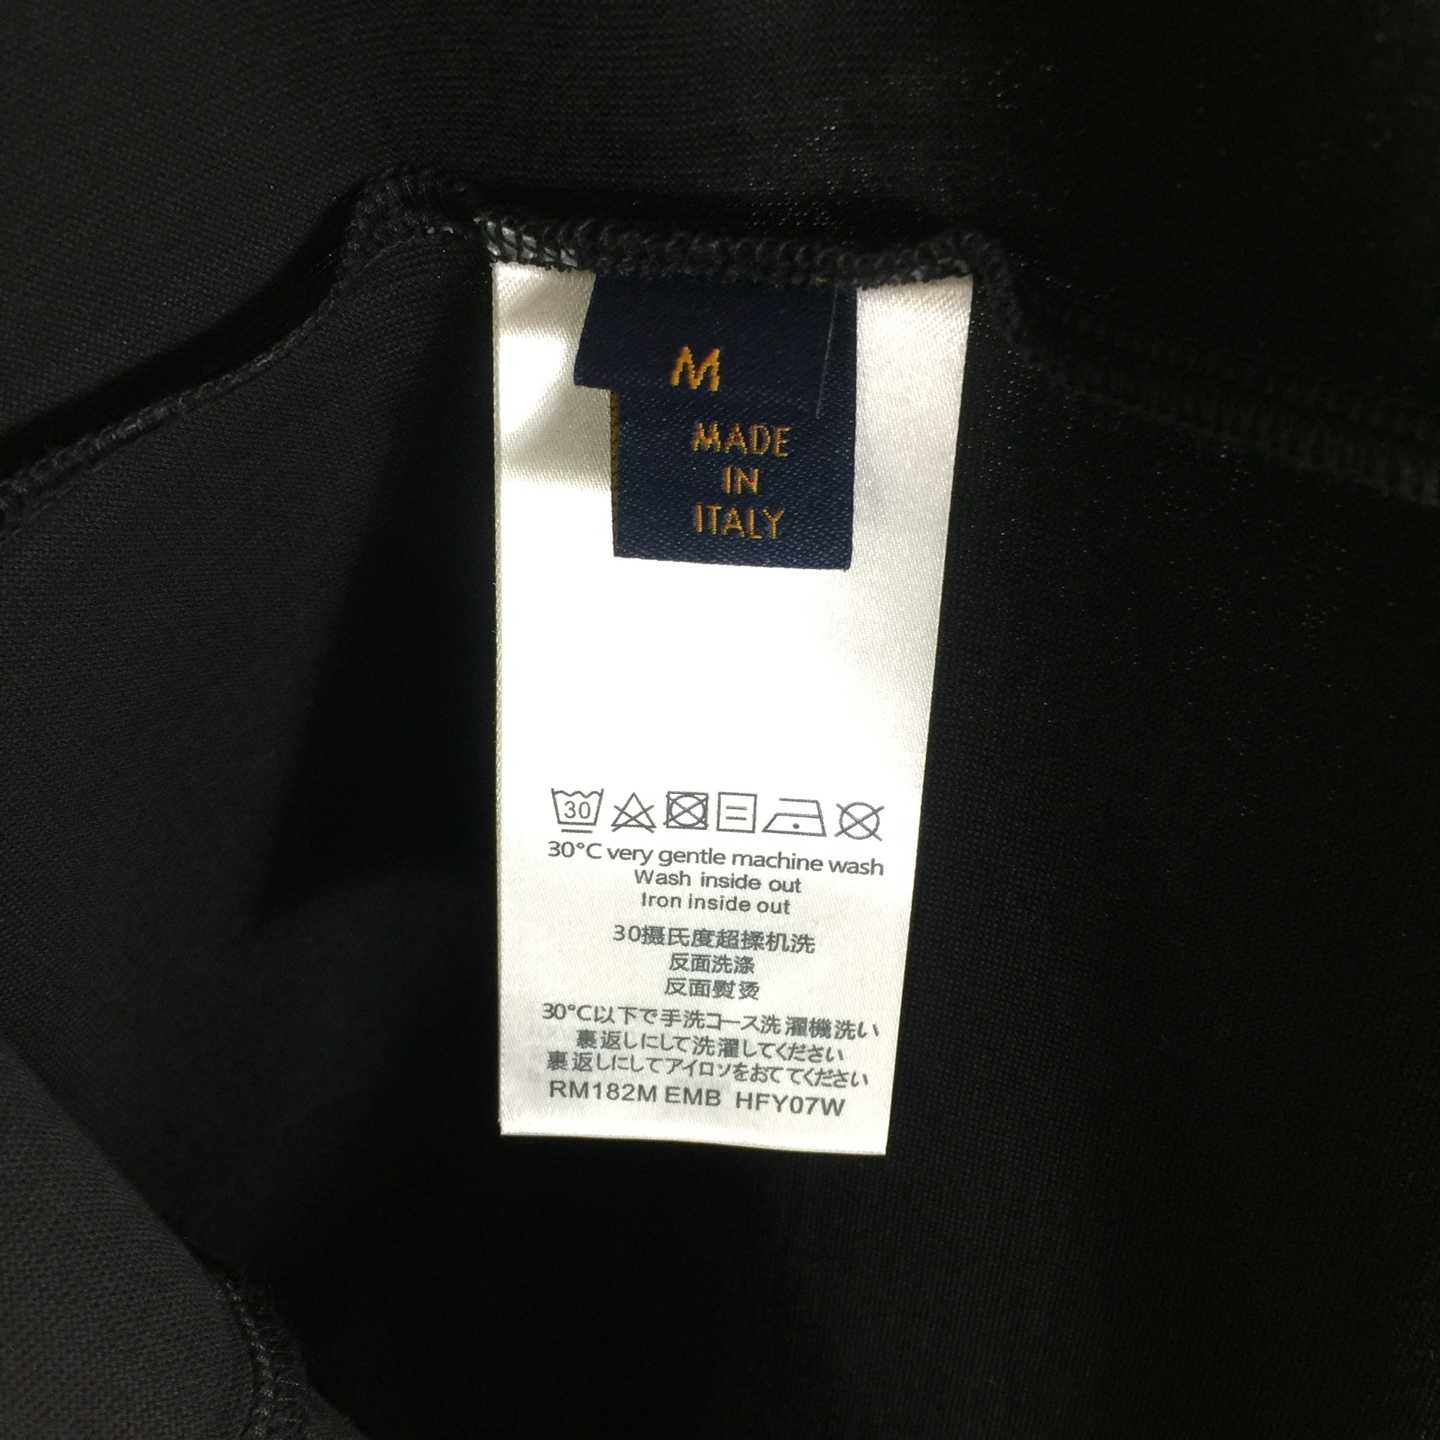 M
MADE
IN
ITALY
30
30°C very gentle machine wash
Wash inside out
Iron inside out
30摄氏度超揉机洗
反面洗涤
反面熨烫
30°C以下で手洗コース洗濯機洗い
裏返しにして洗濯してください
裏返しにしてアイロソをおててください
RM182M EMB HFY07W